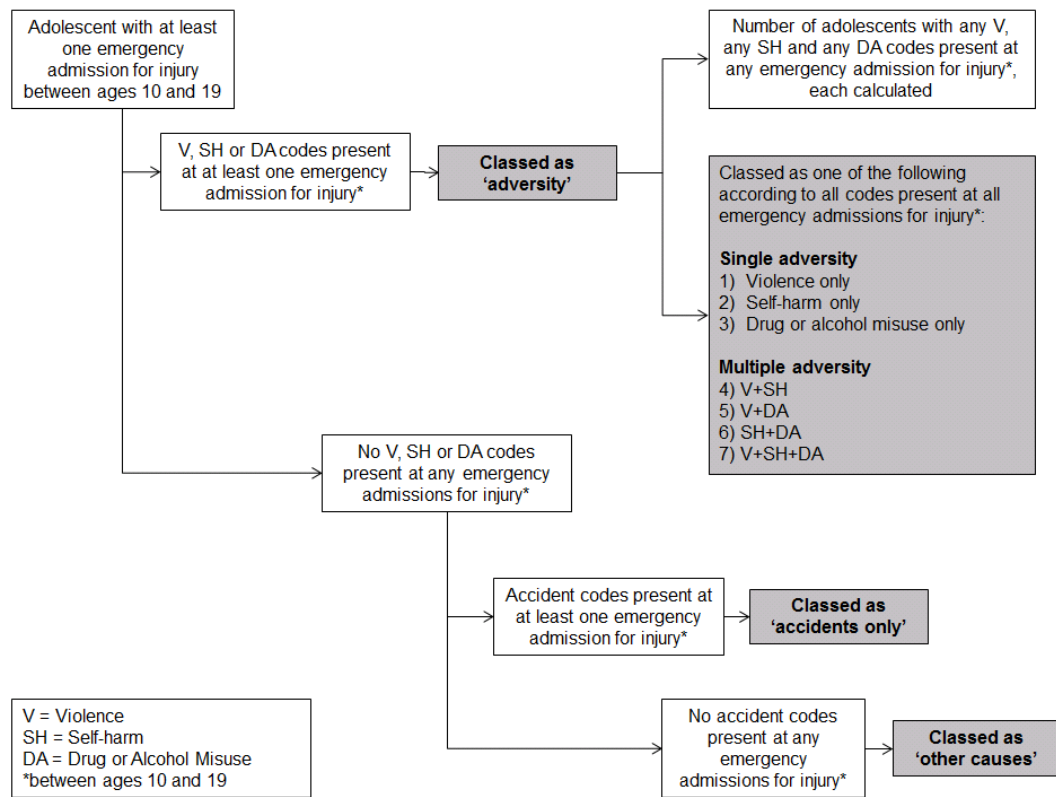 Adolescent with at least
one emergency
admission for injury
between ages 10 and 19
Number of adolescents with any V,
any SH and any DA codes present at
any emergency admission for injury*,
each calculated
V, SH or DA codes present
at at least one emergency
admission for injury*
Classed as
‘adversity’
Classed as one of the following
according to all codes present at all
emergency admissions for injury*:
Single adversity
1) Violence only
2) Self-harm only
3) Drug or alcohol misuse only
Multiple adversity
4) V+SH
5) V+DA
6) SH+DA
7) V+SH+DA
No V, SH or DA codes
present at any emergency
admissions for injury*
Accident codes present at
at least one emergency
admission for injury*
Classed as
‘accidents only’
No accident codes
present at any
emergency
admissions for injury*
Classed as
‘other causes’
V = Violence
SH = Self-harm
DA = Drug or Alcohol Misuse
*between ages 10 and 19